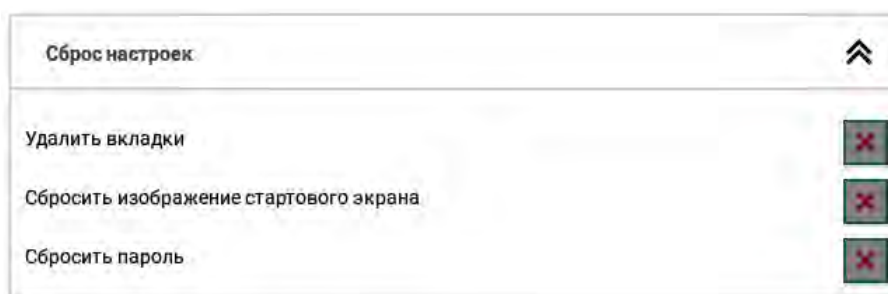 Сброс настроек
Удалить вкладки
Сбросить изображение стартового экрана
Сбросить пароль